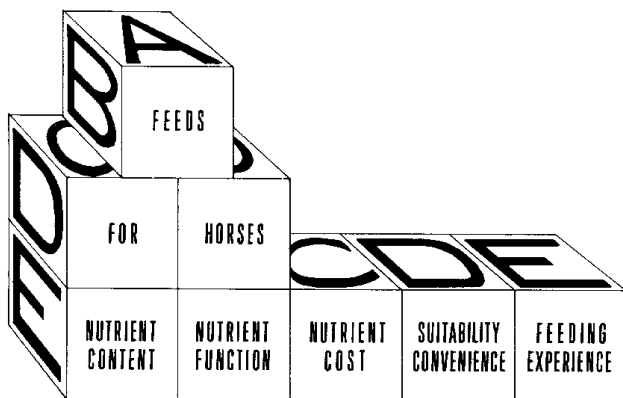 A
B
FEEDS
C
D
FOR
HORSES
C
D
E
E
NUTRIENT
CONTENT
NUTRIENT
FUNCTION
NUTRIENT
COST
SUITABILITY
CONVENIENCE
FEEDING
EXPERIENCE